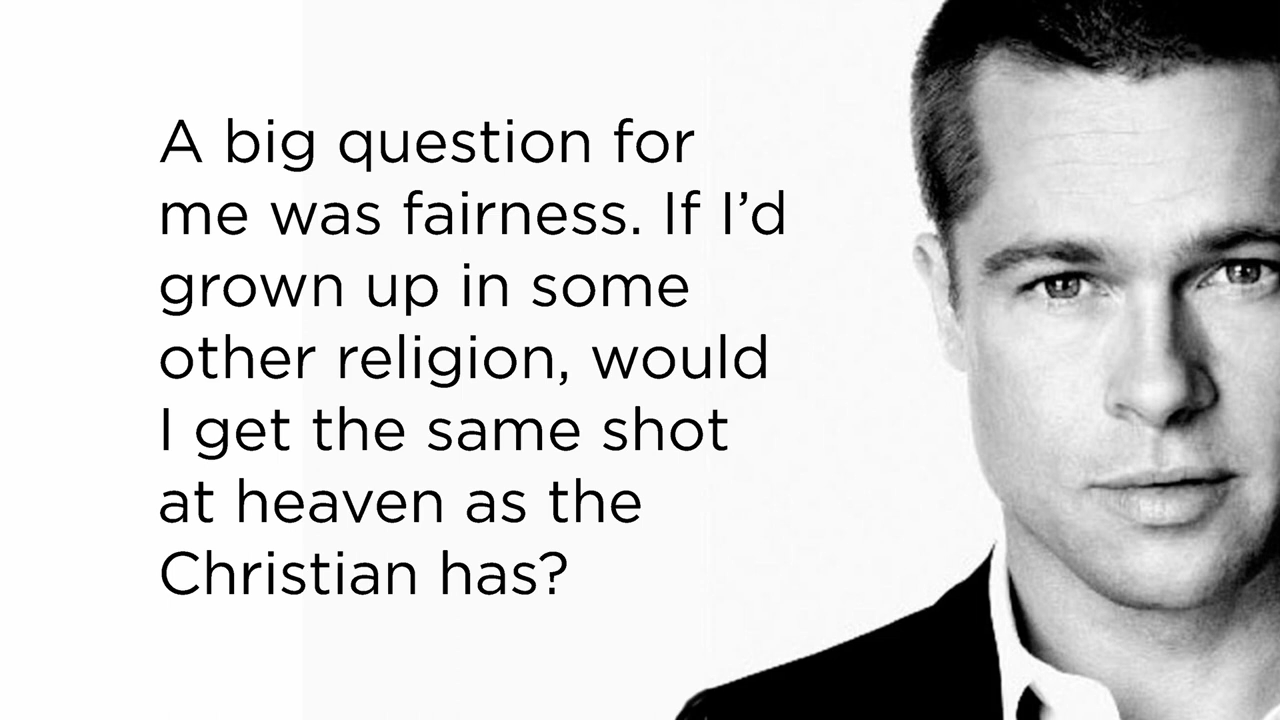 A big question for
me was fairness. If I’d
grown up in some
other religion, would
I get the same shot
at heaven as the
Christian has?